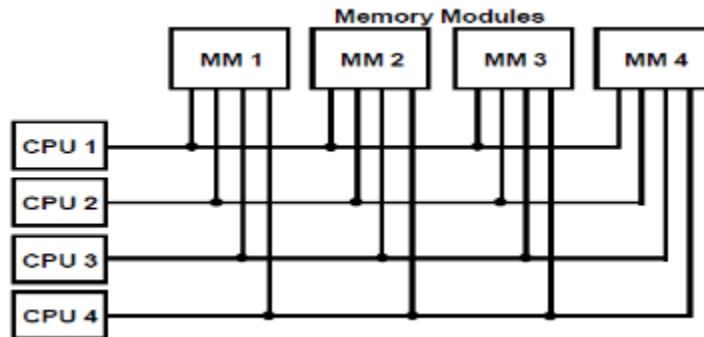 Memory Modules
MM 1 MM 2 MM 3 MM 4
CPU 1
CPU 2
CPU 3
CPU 4